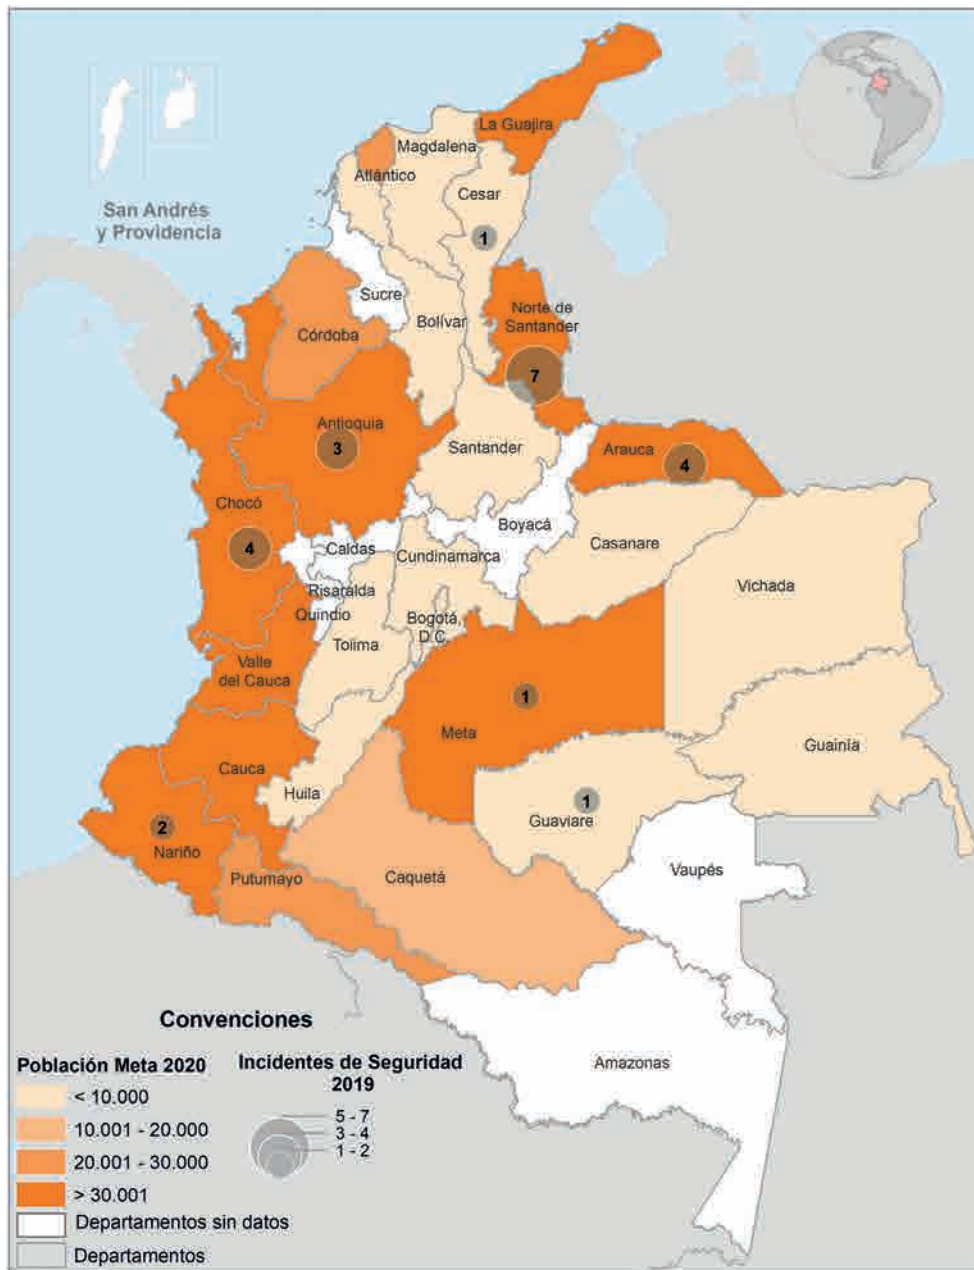 La Guajira
Magdalena
Atlántico
Cesar
San Andrés
y Providencia
1
Sucre
Norte de
Santander
Bolívar
Córdoba
7
Antioquia
3
Santander
Arauca
4
Chocó
Boyacá
4
Caldas
Cundinamarca
Casanare
Vichada
Risaralda
Quindio
Bogotá,
D.C.
Tolima
Valle
del Cauca
1
Meta
Guainía
Cauca
Huila
1
Guaviare
2
Nariño
Vaupés
Putumayo
Caquetá
Amazonas
Convenciones
Población Meta 2020
< 10.000
10.001 - 20.000
20.001 - 30.000
> 30.001
Departamentos sin datos
Departamentos
Incidentes de Seguridad
2019
5 - 7
3 - 4
1 - 2